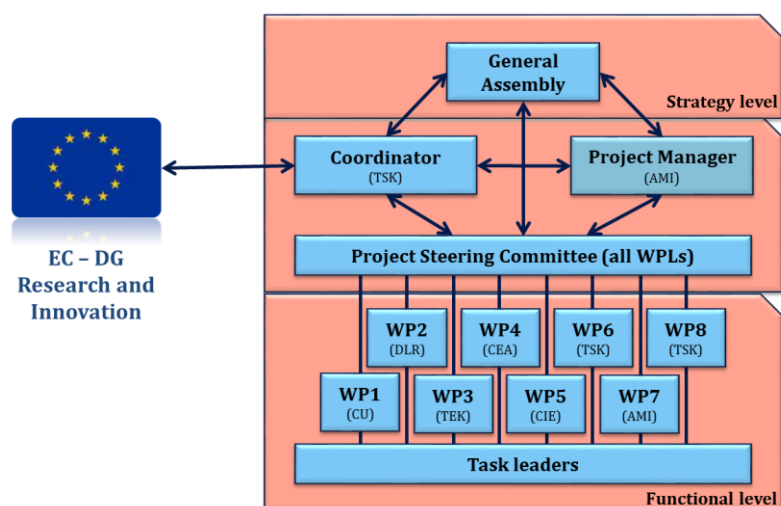 General
Assembly
Strategy level
Coordinator
(TSK)
Project Manager
(AMI)
EC – DG
Research and
Innovation
Project Steering Committee (all WPLs)
WP2
(DLR)
WP4
(CEA)
WP6
(TSK)
WP8
(TSK)
WP1
(CU)
WP3
(TEK)
WP5
(CIE)
WP7
(AMI)
Task leaders
Functional level